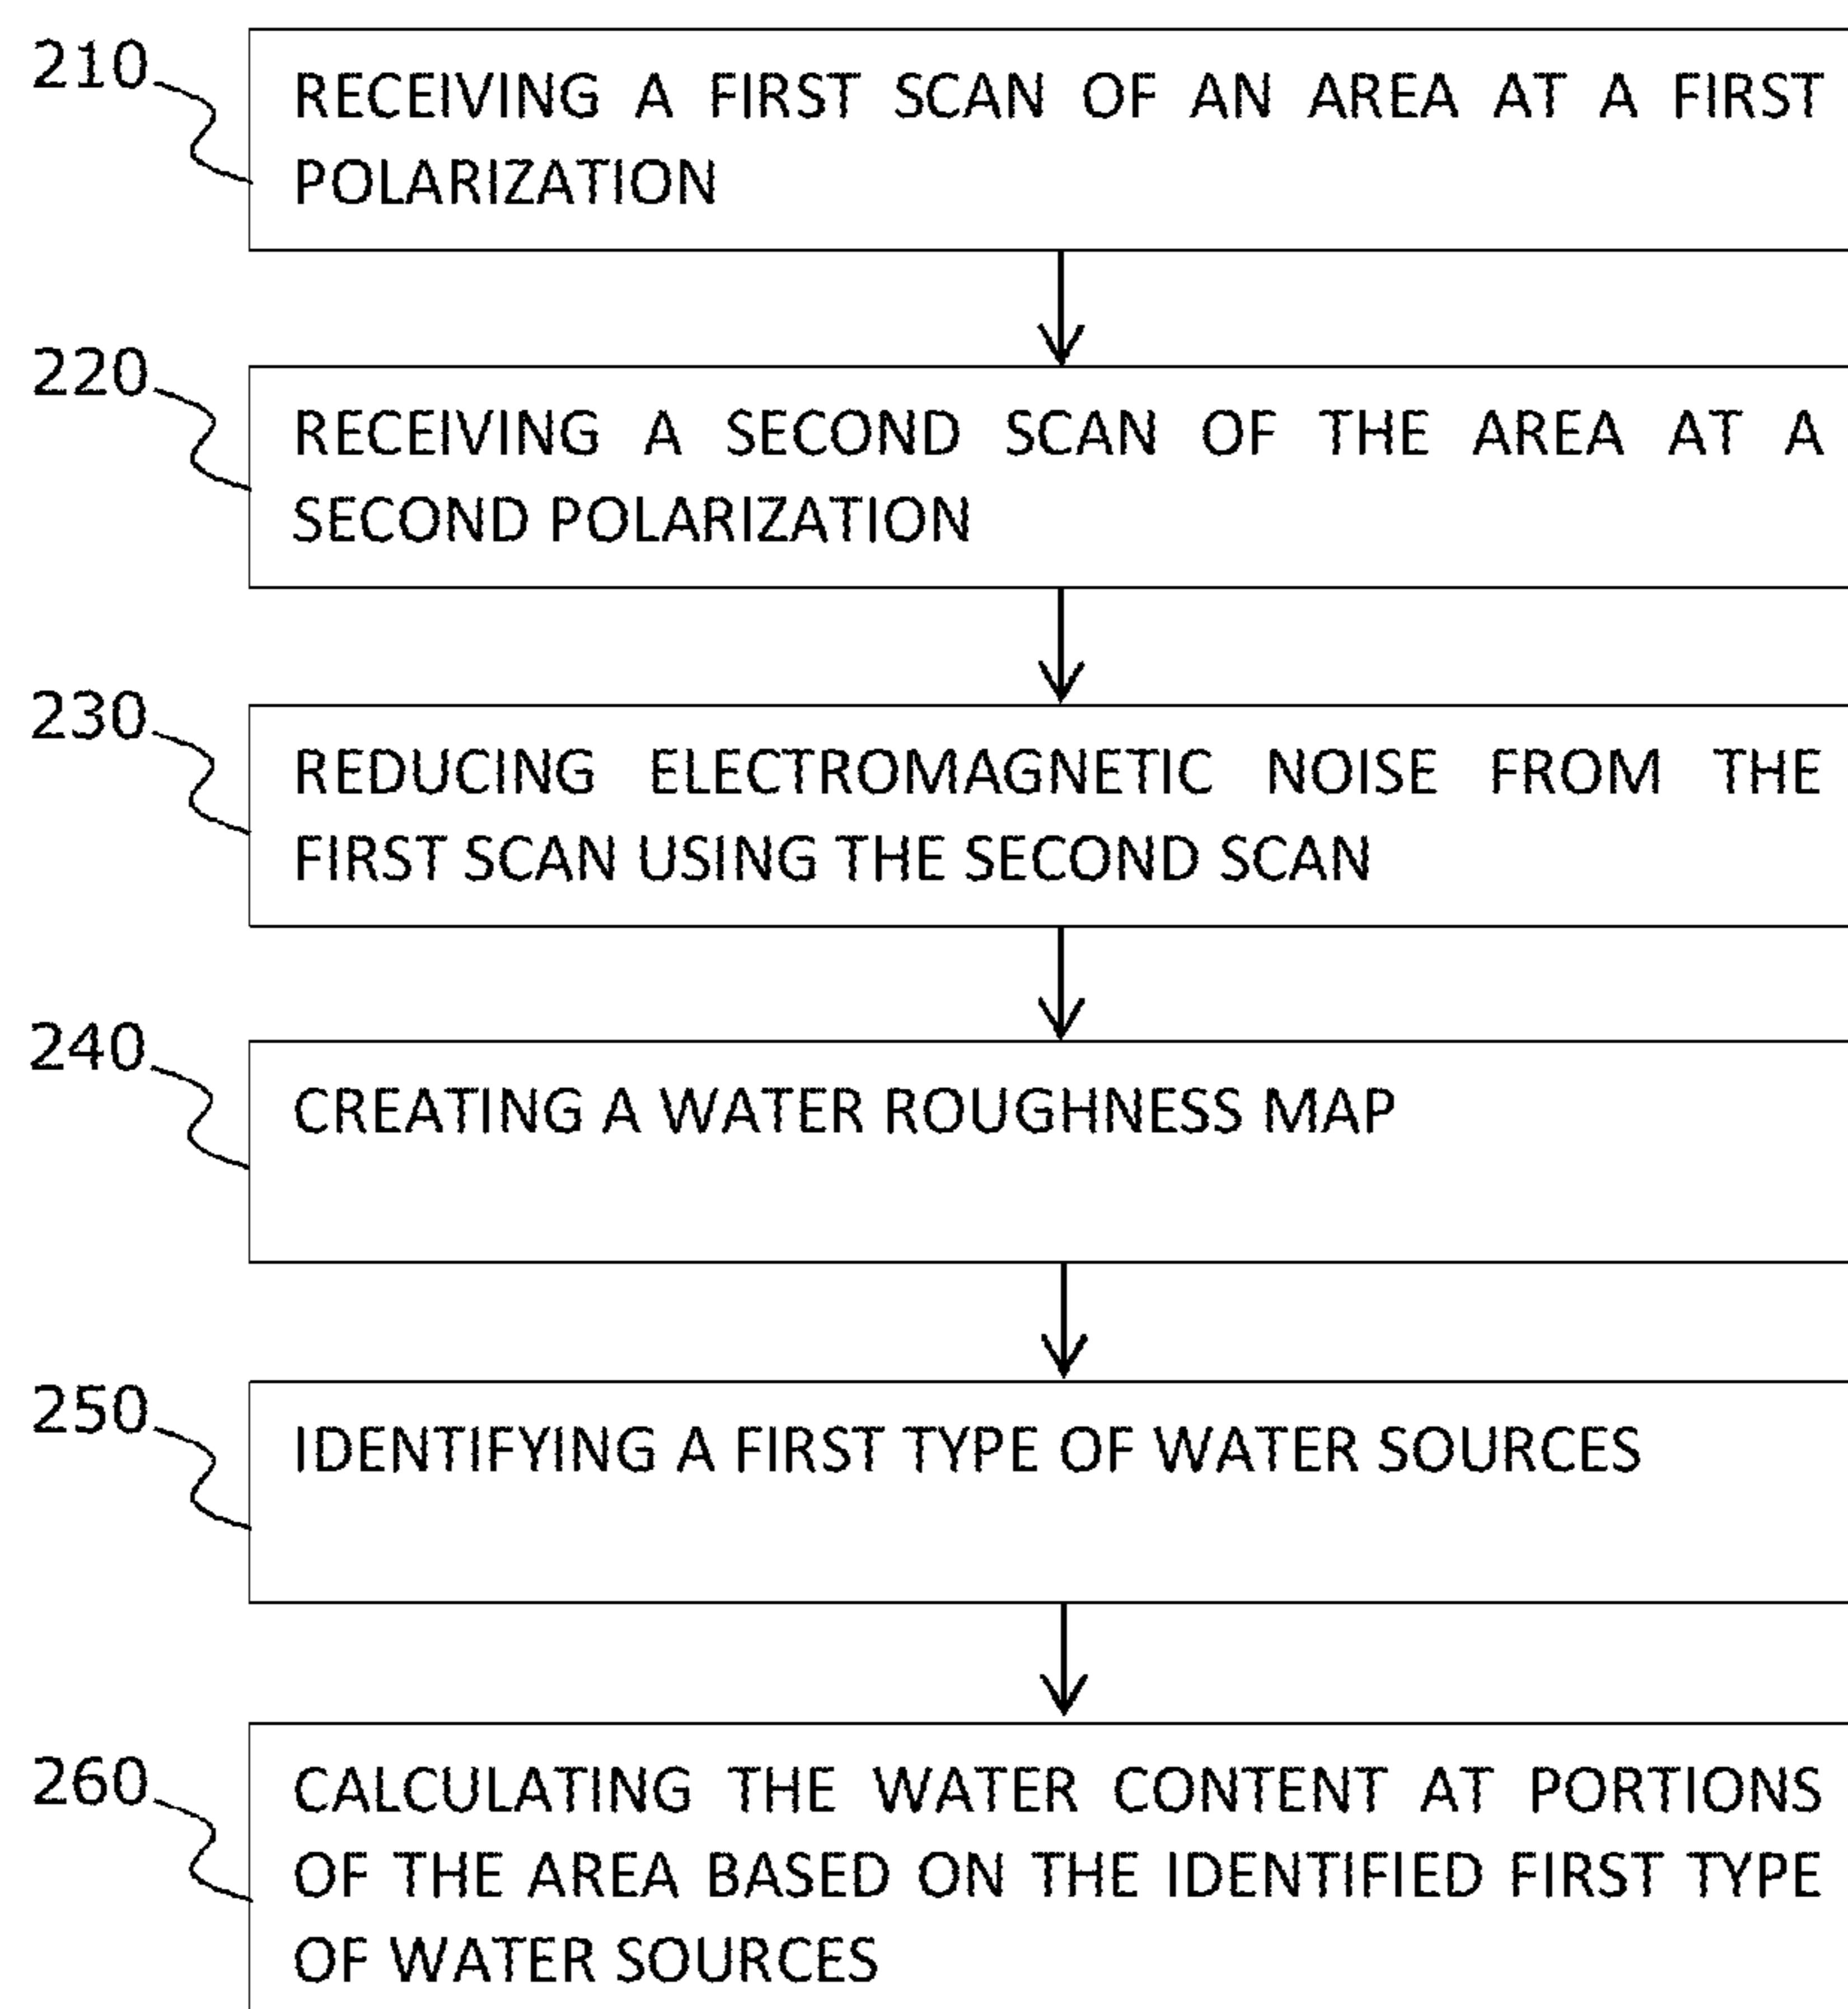 210
RECEIVING A FIRST SCAN OF AN AREA AT A FIRST
POLARIZATION
220
RECEIVING A SECOND SCAN OF THE AREA AT A
SECOND POLARIZATION
230
REDUCING ELECTROMAGNETIC NOISE FROM THE
FIRST SCAN USING THE SECOND SCAN
240
CREATING A WATER ROUGHNESS MAP
250
IDENTIFYING A FIRST TYPE OF WATER SOURCES
260
CALCULATING THE WATER CONTENT AT PORTIONS
OF THE AREA BASED ON THE IDENTIFIED FIRST TYPE
OF WATER SOURCES